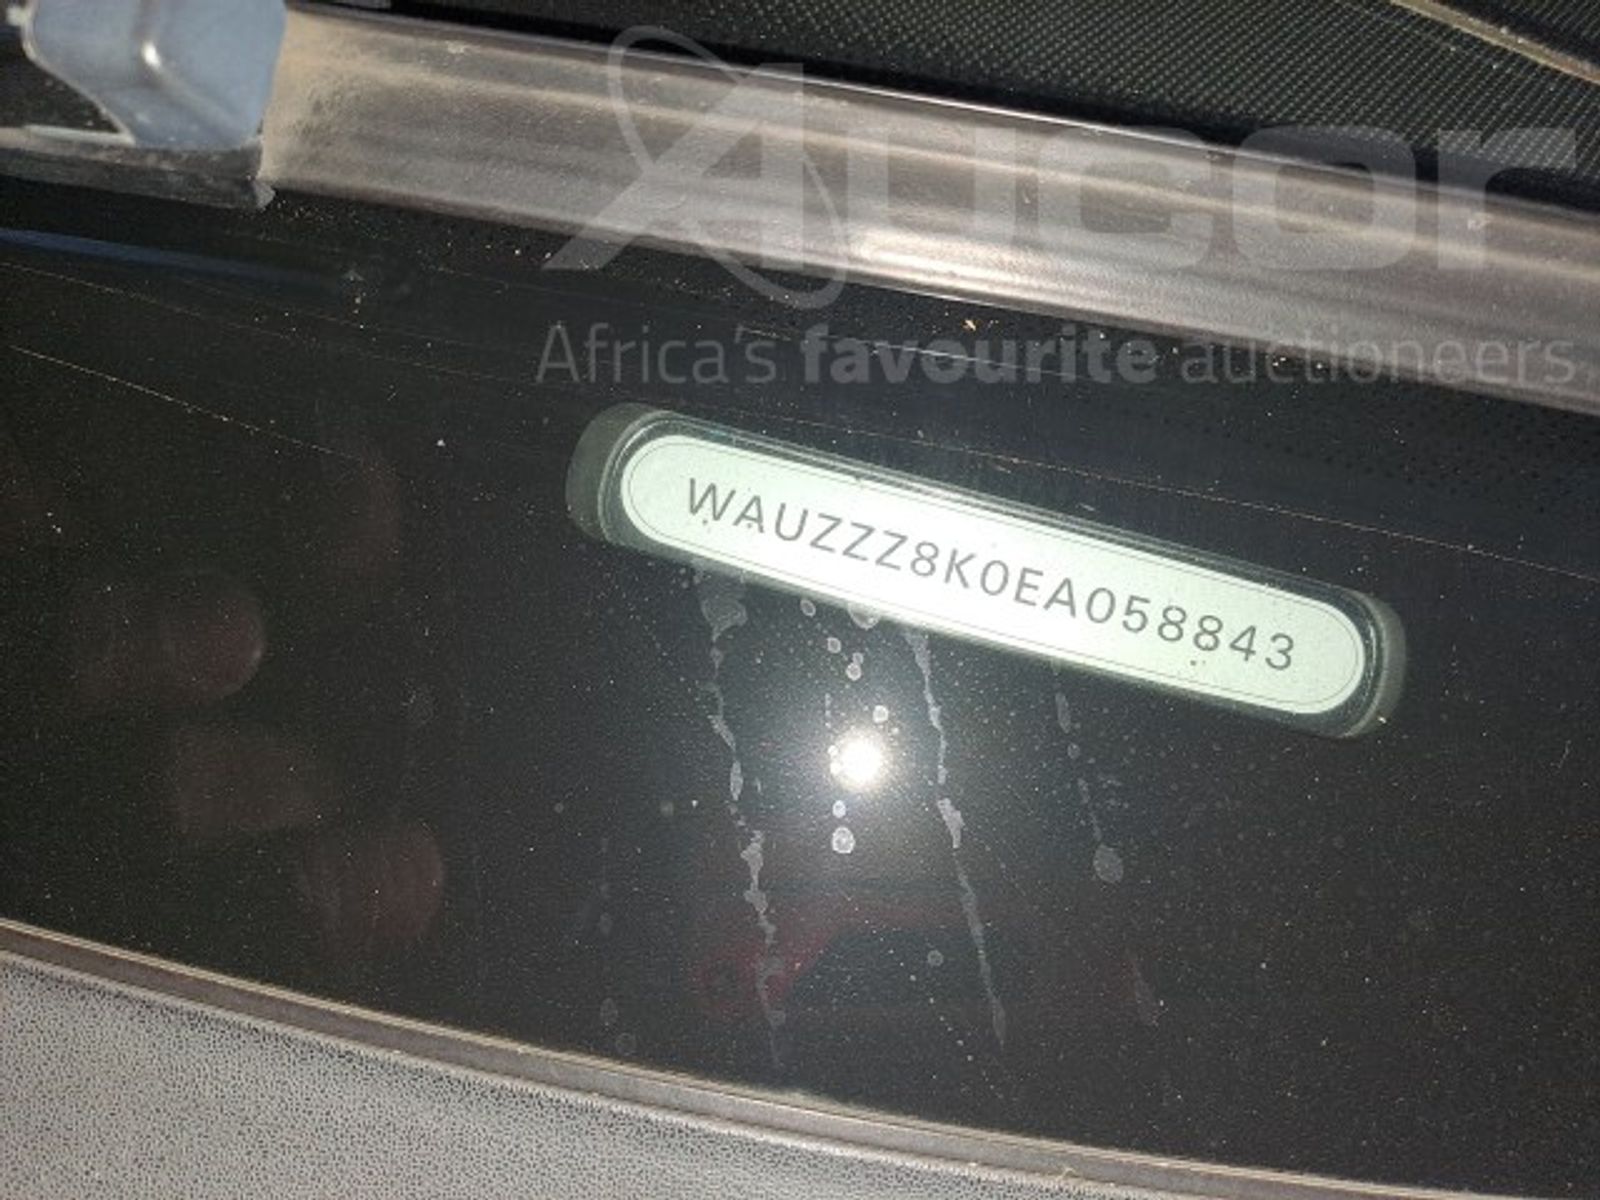 Aucor
Africa's favourite auctioneers.
WAUZZZ8K0EA058843